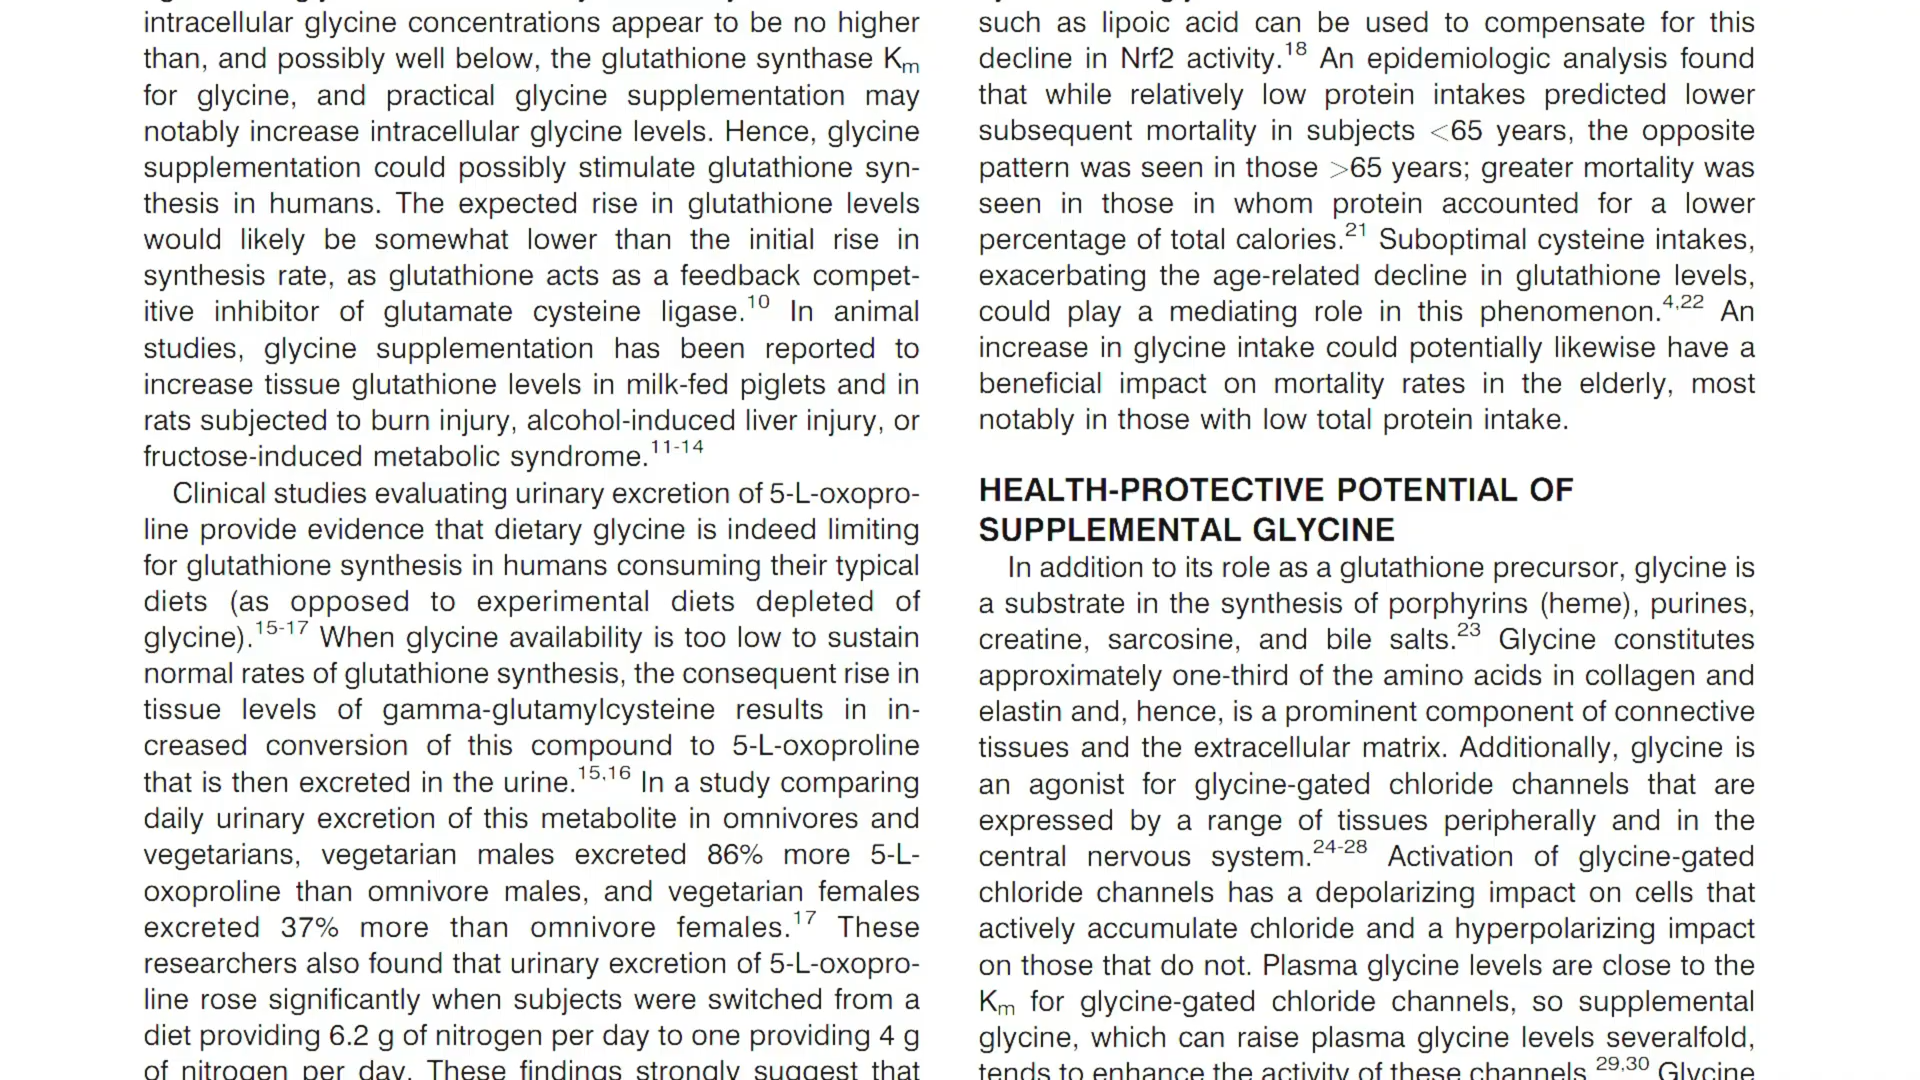 intracellular glycine concentrations appear to be no higher
than, and possibly well below, the glutathione synthase Km
for glycine, and practical glycine supplementation may
notably increase intracellular glycine levels. Hence, glycine
supplementation could possibly stimulate glutathione syn-
thesis in humans. The expected rise in glutathione levels
would likely be somewhat lower than the initial rise in
synthesis rate, as glutathione acts as a feedback compet-
itive inhibitor of glutamate cysteine ligase.10 In animal
studies, glycine supplementation has been reported to
increase tissue glutathione levels in milk-fed piglets and in
rats subjected to burn injury, alcohol-induced liver injury, or
fructose-induced metabolic syndrome.11-14
Clinical studies evaluating urinary excretion of 5-L-oxopro-
line provide evidence that dietary glycine is indeed limiting
for glutathione synthesis in humans consuming their typical
diets (as opposed to experimental diets depleted of
glycine).15-17 When glycine availability is too low to sustain
normal rates of glutathione synthesis, the consequent rise in
tissue levels of gamma-glutamylcysteine results in in-
creased conversion of this compound to 5-L-oxoproline
that is then excreted in the urine.15,16 In a study comparing
daily urinary excretion of this metabolite in omnivores and
vegetarians, vegetarian males excreted 86% more 5-L-
oxoproline than omnivore males, and vegetarian females
excreted 37% more than omnivore females.17 These
researchers also found that urinary excretion of 5-L-oxopro-
line rose significantly when subjects were switched from a
diet providing 6.2 g of nitrogen per day to one providing 4 g
of nitrogen per day. These findings strongly suggest that
such as lipoic acid can be used to compensate for this
decline in Nrf2 activity.18 An epidemiologic analysis found
that while relatively low protein intakes predicted lower
subsequent mortality in subjects <65 years, the opposite
pattern was seen in those >65 years; greater mortality was
seen in those in whom protein accounted for a lower
percentage of total calories.21 Suboptimal cysteine intakes,
exacerbating the age-related decline in glutathione levels,
could play a mediating role in this phenomenon.4,22 An
increase in glycine intake could potentially likewise have a
beneficial impact on mortality rates in the elderly, most
notably in those with low total protein intake.
HEALTH-PROTECTIVE POTENTIAL OF
SUPPLEMENTAL GLYCINE
In addition to its role as a glutathione precursor, glycine is
a substrate in the synthesis of porphyrins (heme), purines,
creatine, sarcosine, and bile salts.23 Glycine constitutes
approximately one-third of the amino acids in collagen and
elastin and, hence, is a prominent component of connective
tissues and the extracellular matrix. Additionally, glycine is
an agonist for glycine-gated chloride channels that are
expressed by a range of tissues peripherally and in the
central nervous system.24-28 Activation of glycine-gated
chloride channels has a depolarizing impact on cells that
actively accumulate chloride and a hyperpolarizing impact
on those that do not. Plasma glycine levels are close to the
Km for glycine-gated chloride channels, so supplemental
glycine, which can raise plasma glycine levels severalfold,
tends to enhance the activity of these channels.29,30 Glycine